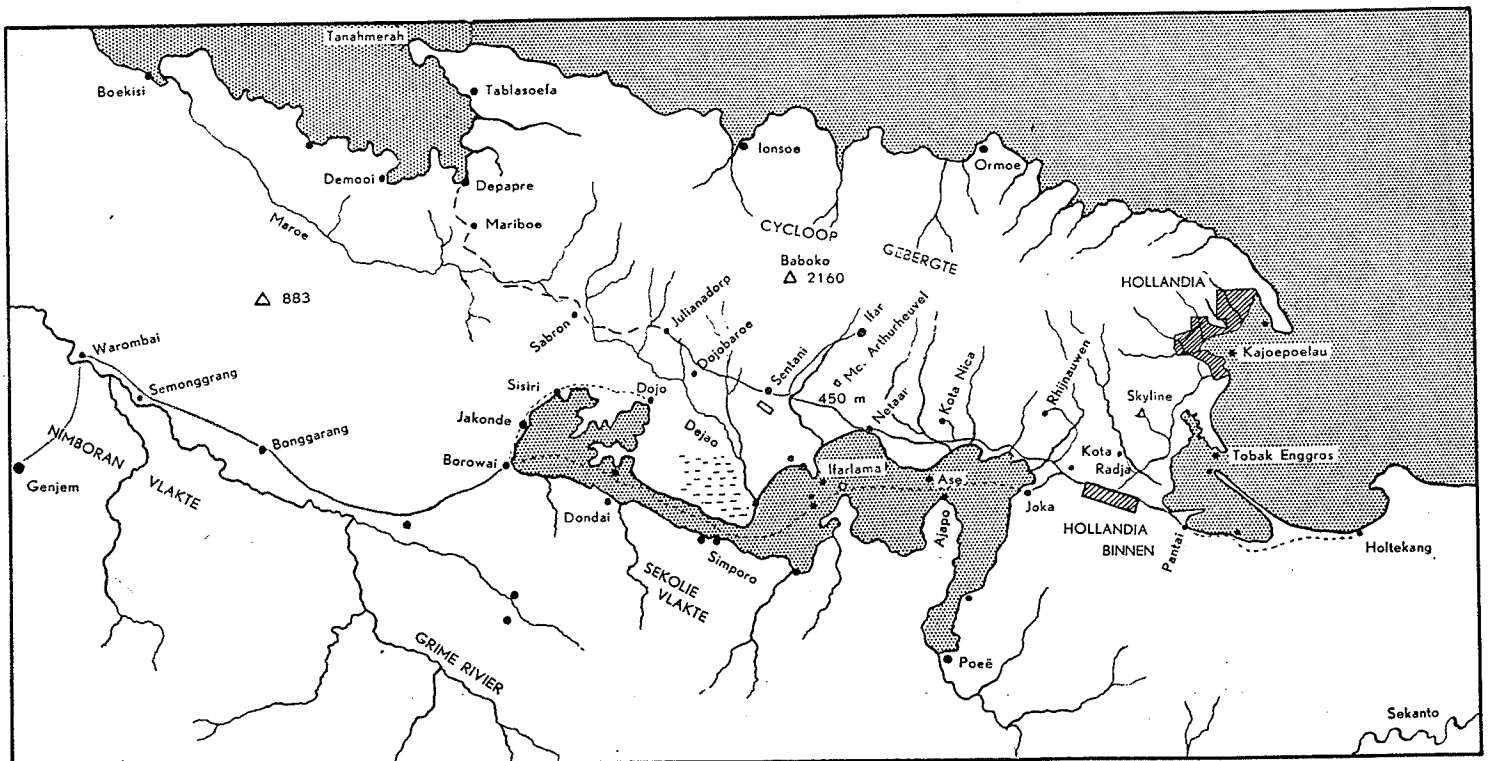 Tanahmerah
Boekisi
Tablasoefa
Ionsoe
Ormoe
Demooi
Depapre
Mariboe
Maroe
CYCLOOP
GEBERGTE
Baboko
△ 2160
△ 883
HOLLANDIA
Kajoepoelau
Warombai
Semonggrang
Bonggarang
Sabron
Julianadorp
Dojobaroe
Sentani
Ifar
Mc. Arthurheuvel
450 m
Netaar
Kota Nica
Rhijnauwen
Skyline
Sisiri
Dojo
Jakonde
Dejao
Borowai
NIMBORAN
VLAKTE
Genjem
Ifarlama
Ase
Kota
Radja
Tobak Enggros
Dondai
Simporo
Ajapo
Joka
HOLLANDIA
BINNEN
Pantai
Holtekang
SEKOLIE
VLAKTE
GRIME RIVIER
Poeë
Sekanto